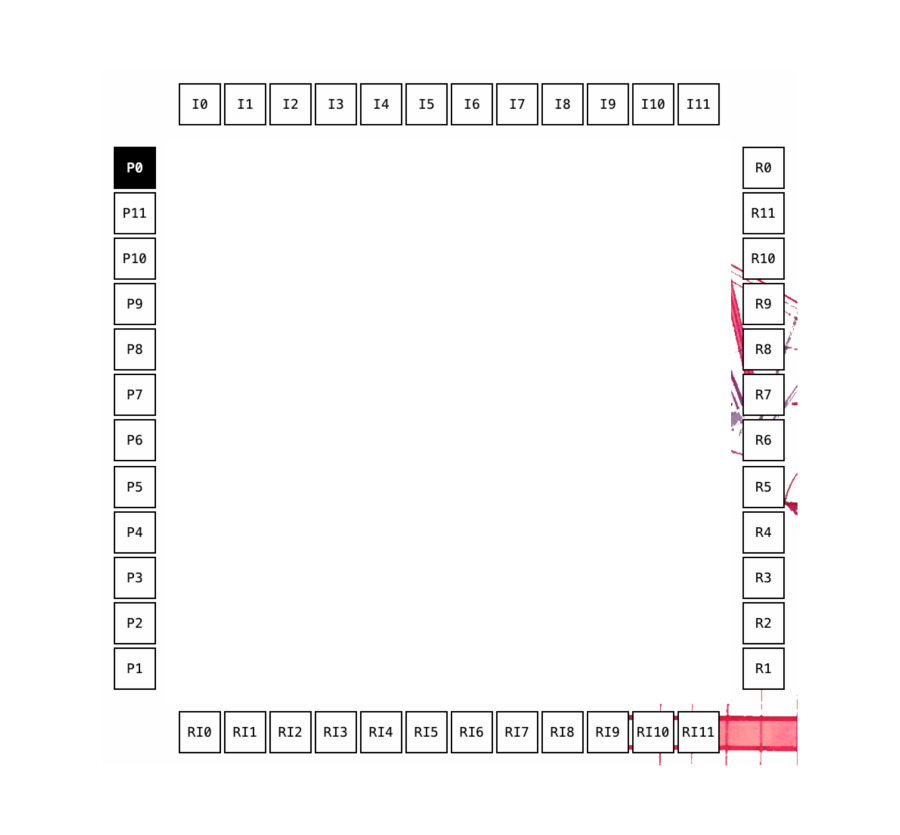 I0 I1 I2 I3 I4 I5 I6 I7 I8 I9 I10 I11
P0 R0
P11 R11
P10 R10
P9 R9
P8 R8
P7 R7
P6 R6
P5 R5
P4 R4
P3 R3
P2 R2
P1 R1
RI0 RI1 RI2 RI3 RI4 RI5 RI6 RI7 RI8 RI9 RI10 RI11